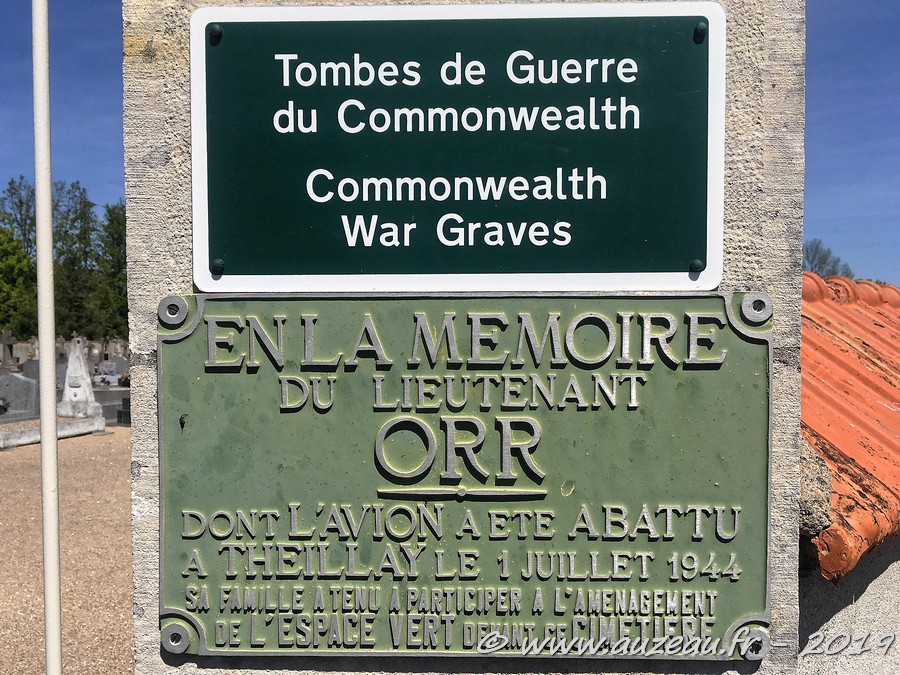 Tombes de Guerre
du Commonwealth
Commonwealth
War Graves
EN LA MEMOIRE
DU LIEUTENANT
ORR
DONT L'AVION A ETE ABATTU
A THEILLAY LE 1 JUILLET 1944
SA FAMILLE A TENU A PARTICIPER A L'AMENAGEMENT
DE L'ESPACE VERT DEVANT CE CIMETIERE
© www.auzeau.fr - 2019